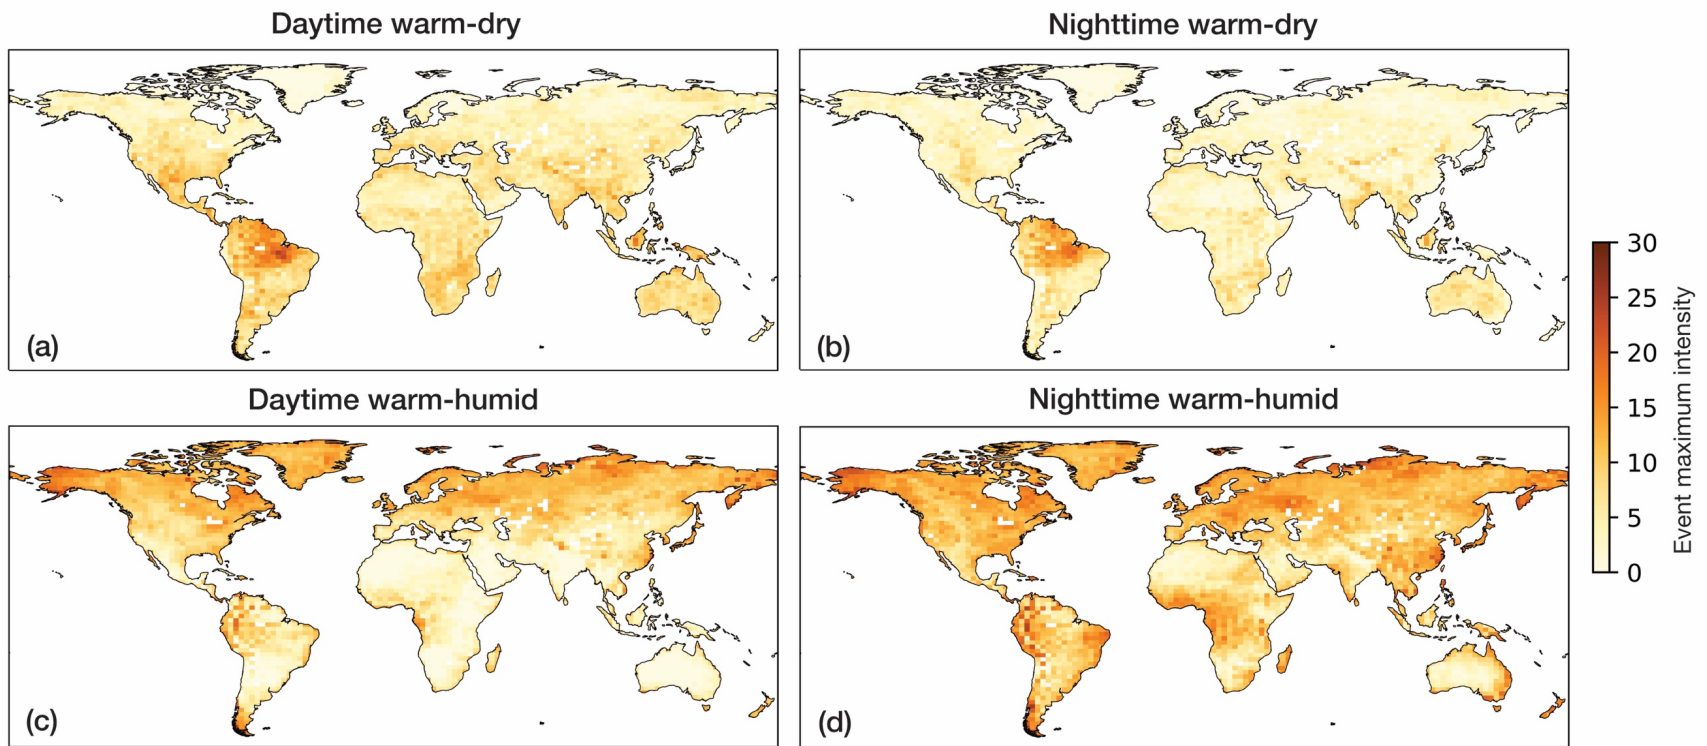 Daytime warm-dry
Nighttime warm-dry
(a)
(b)
Daytime warm-humid
Nighttime warm-humid
(c)
(d)
30
25
20
15
10
5
0
Event maximum intensity